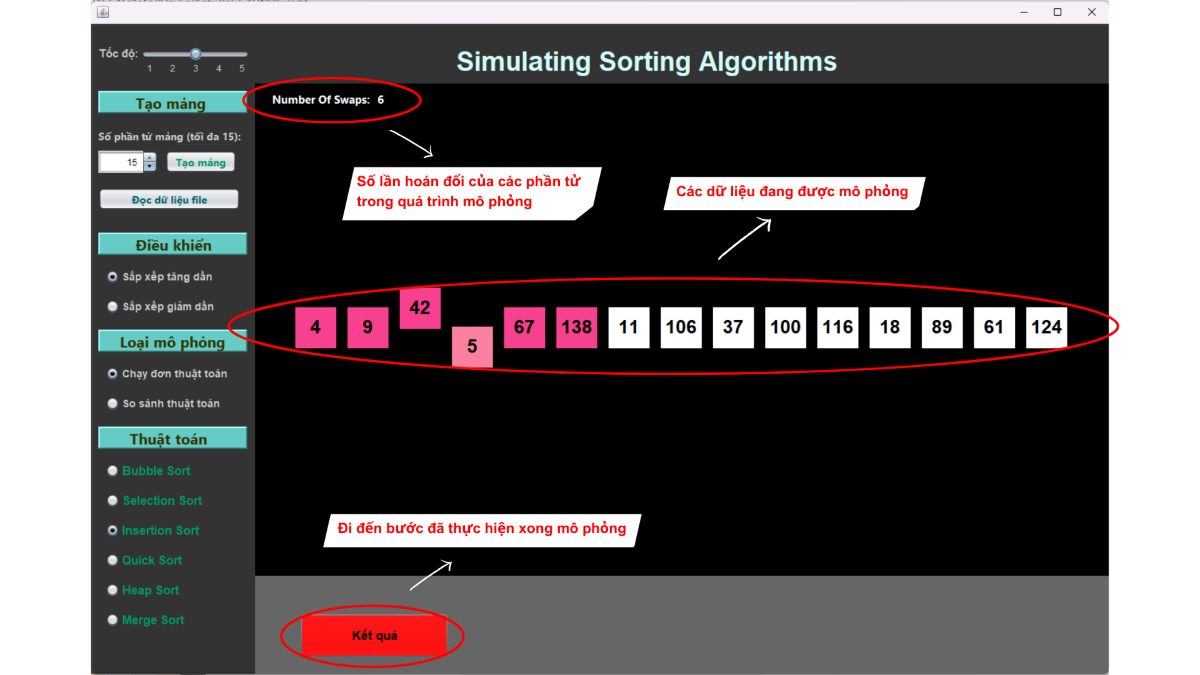 Tốc độ:
1 2 3 4 5
Simulating Sorting Algorithms
Tạo mảng
Số phần tử mảng (tối đa 15):
15
Tạo mảng
Đọc dữ liệu file
Điều khiển
Sắp xếp tăng dần
Sắp xếp giảm dần
Loại mô phỏng
Chạy đơn thuật toán
So sánh thuật toán
Thuật toán
Bubble Sort
Selection Sort
Insertion Sort
Quick Sort
Heap Sort
Merge Sort
Number Of Swaps: 6
Số lần hoán đổi của các phần tử
trong quá trình mô phỏng
Các dữ liệu đang được mô phỏng
4 9 42 5 67 138 11 106 37 100 116 18 89 61 124
Đi đến bước đã thực hiện xong mô phỏng
Kết quả